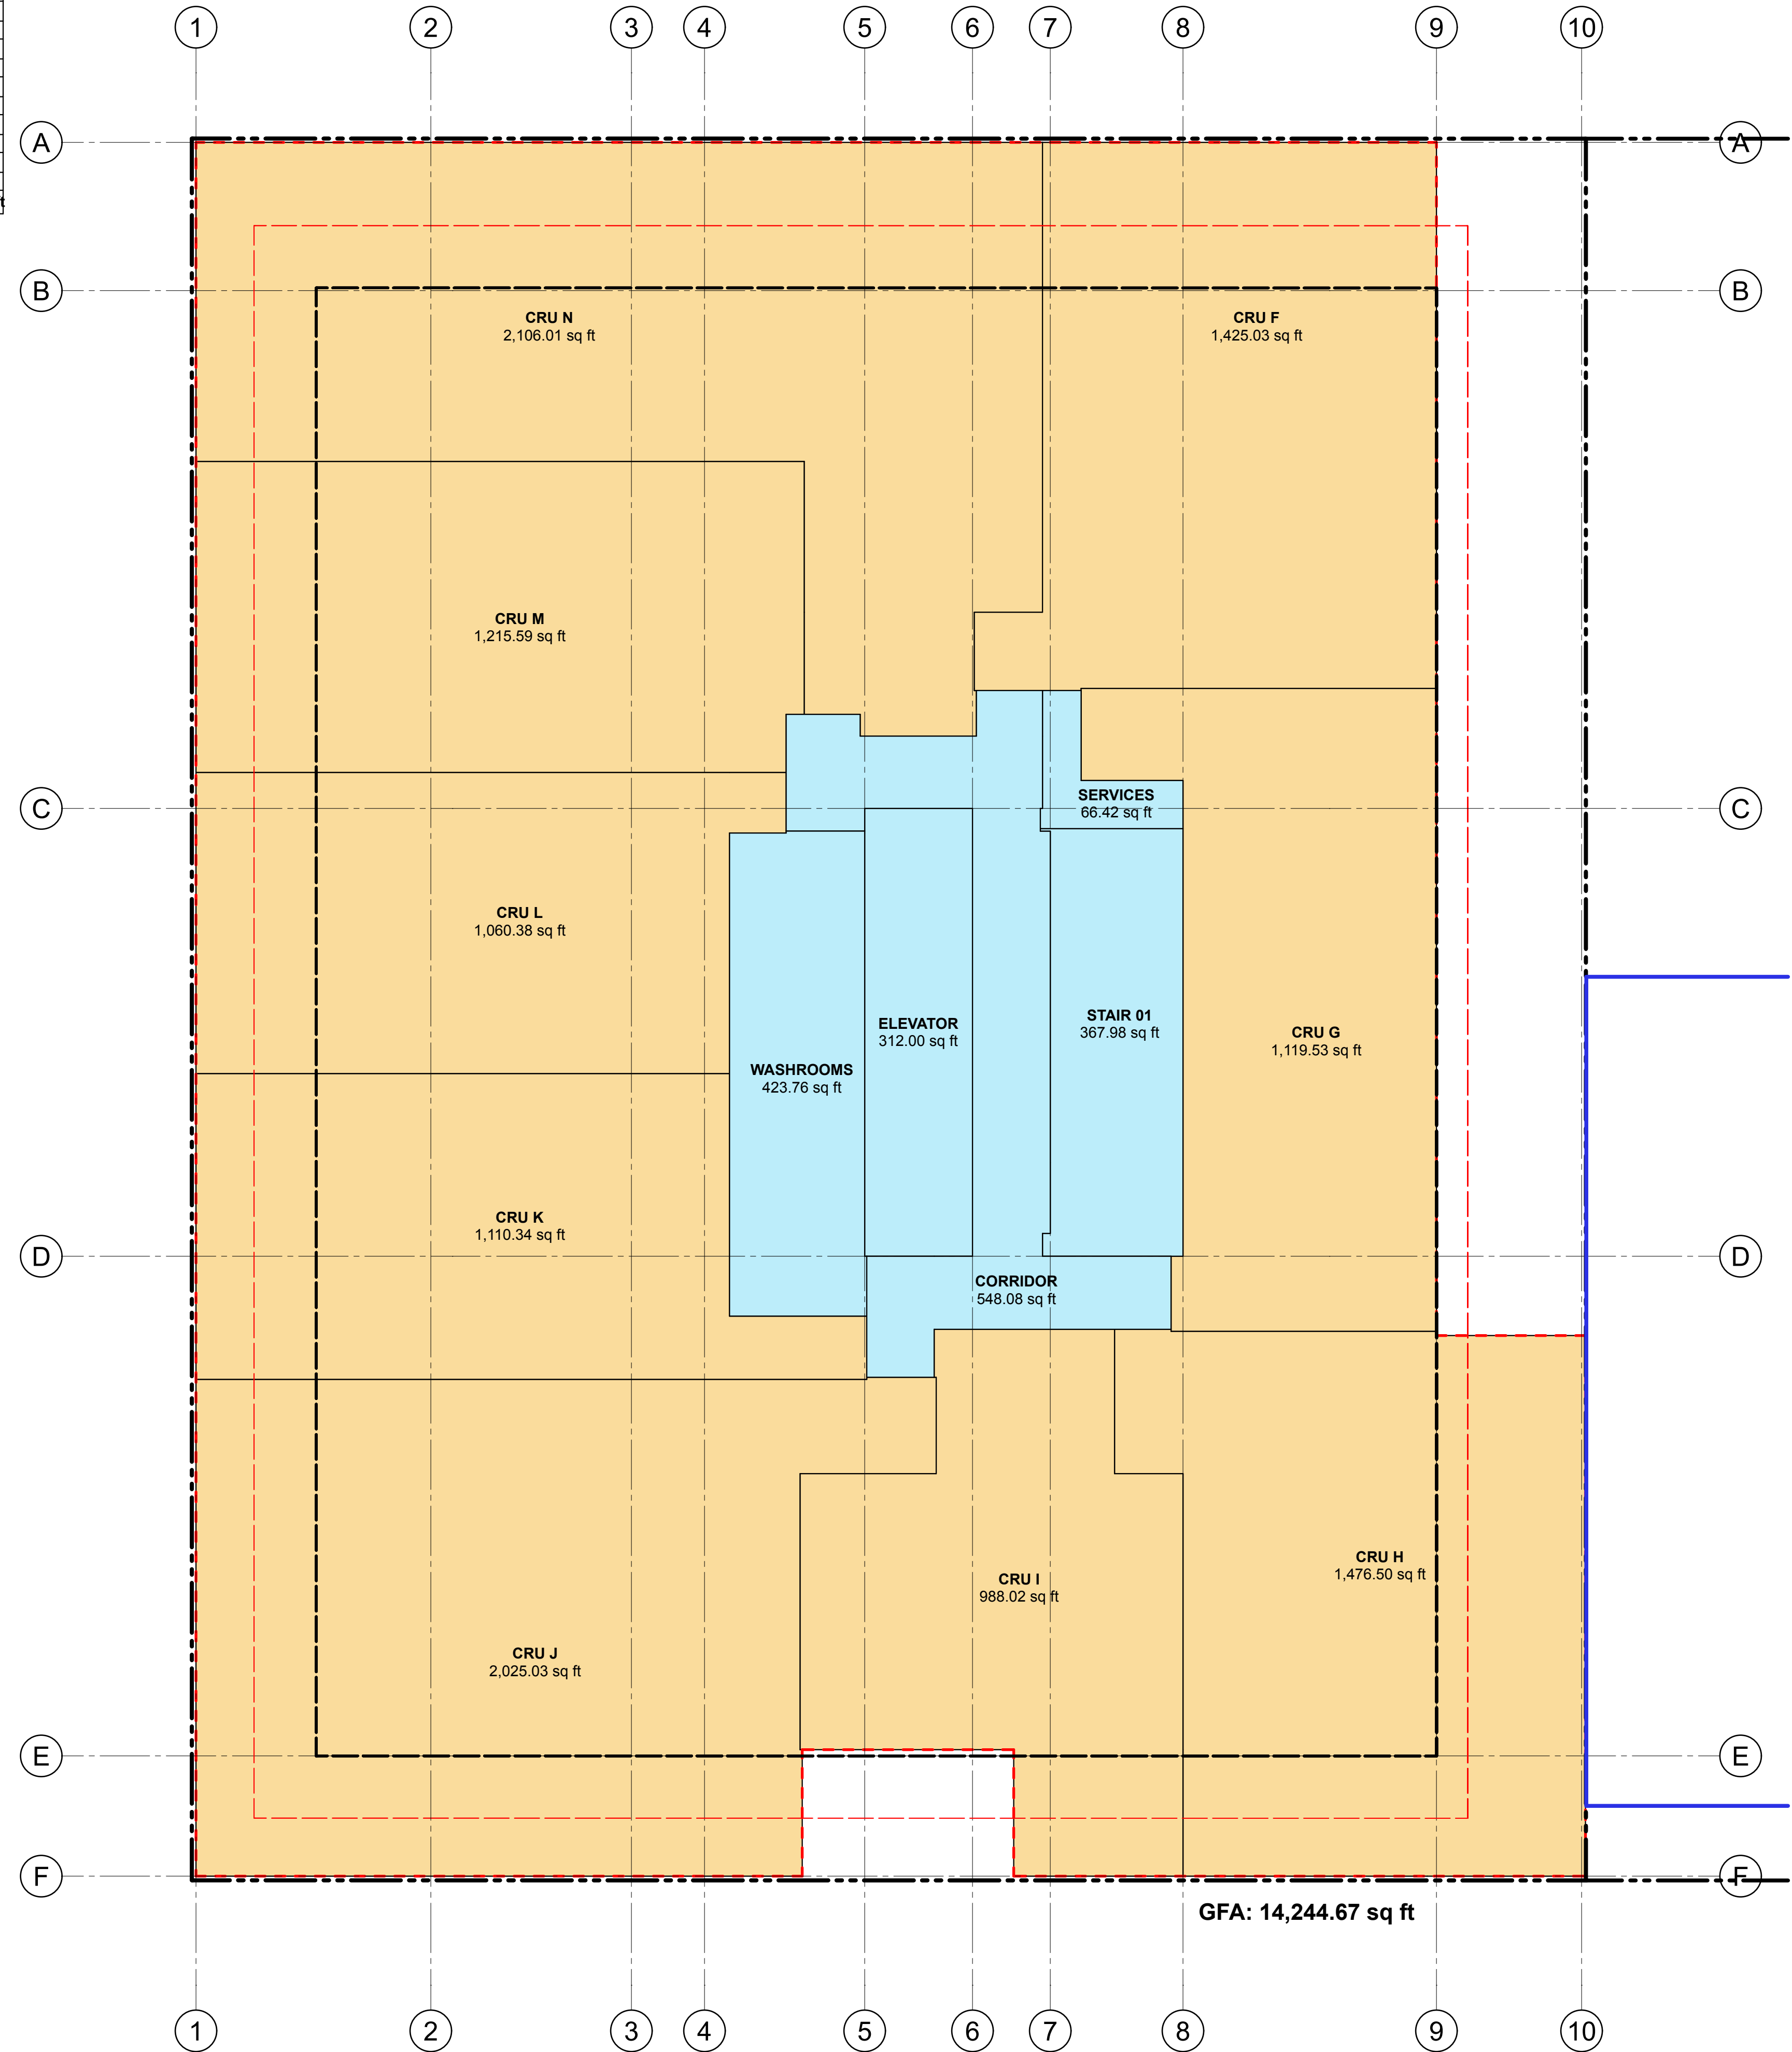 1 2 3 4 5 6 7 8 9 10
t
A A
B B
CRU N
2,106.01 sq ft
CRU F
1,425.03 sq ft
CRU M
1,215.59 sq ft
SERVICES
66.42 sq ft
C C
CRU L
1,060.38 sq ft
ELEVATOR
312.00 sq ft
STAIR 01
367.98 sq ft
CRU G
1,119.53 sq ft
WASHROOMS
423.76 sq ft
CRU K
1,110.34 sq ft
D D
CORRIDOR
548.08 sq ft
CRU H
1,476.50 sq ft
CRU I
988.02 sq ft
CRU J
2,025.03 sq ft
E E
F F
GFA: 14,244.67 sq ft
1 2 3 4 5 6 7 8 9 10